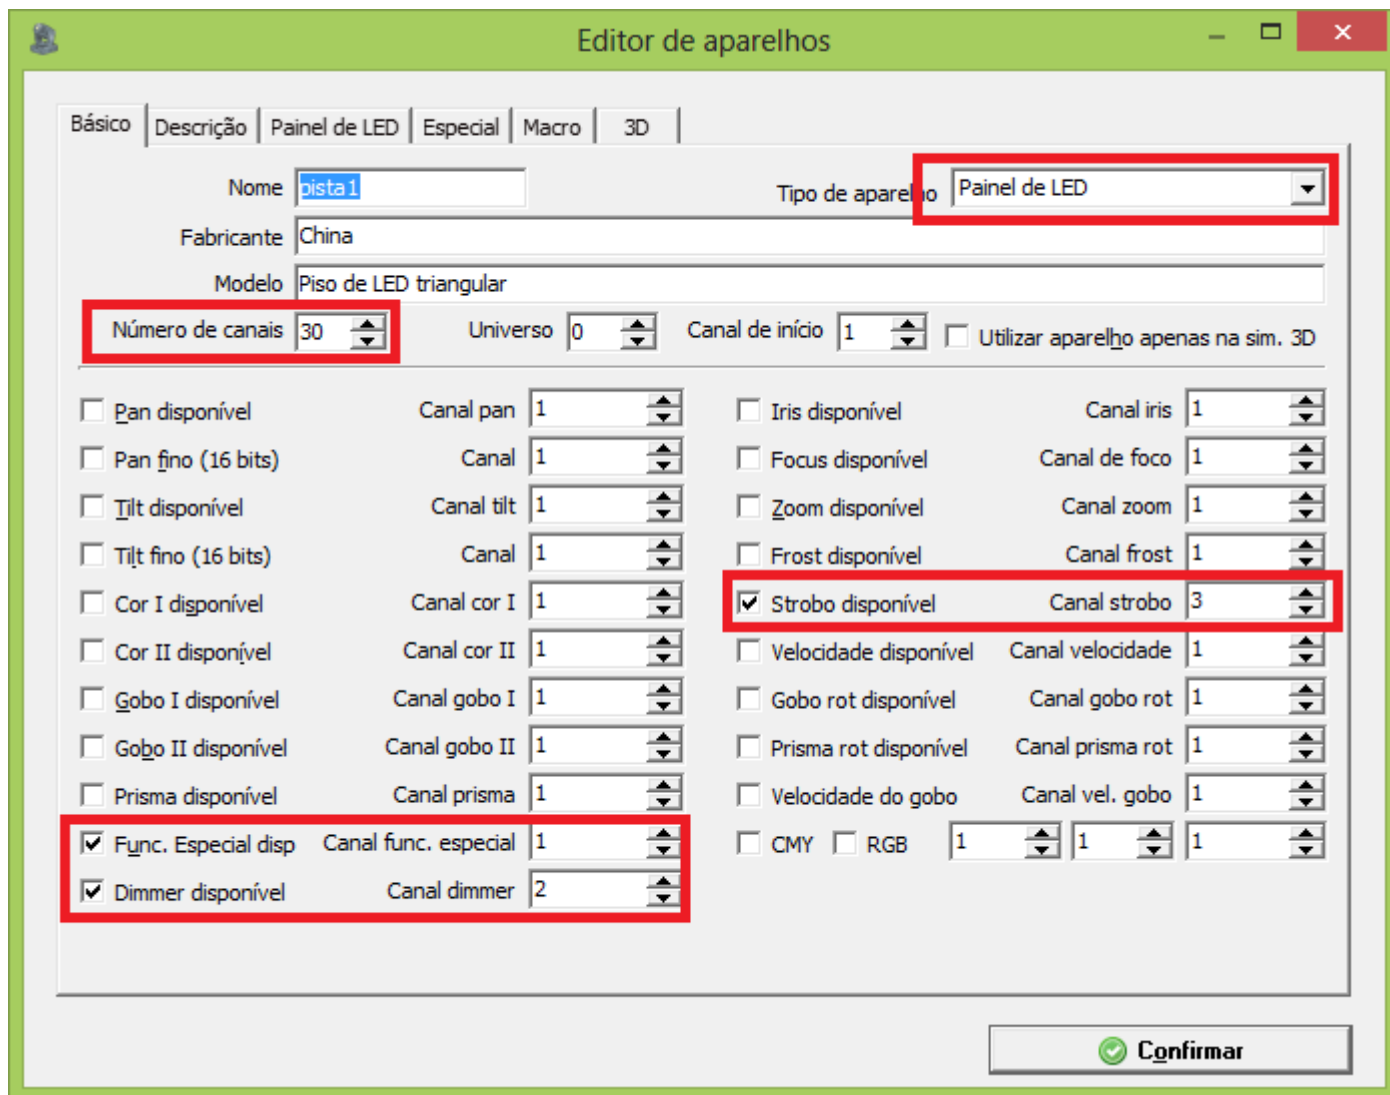 Editor de aparelhos
Básico Descrição Painel de LED Especial Macro 3D
Nome pista1 Tipo de aparelho Painel de LED
Fabricante China
Modelo Piso de LED triangular
Número de canais 30 Universo 0 Canal de início 1 Utilizar aparelho apenas na sim. 3D
Pan disponível Canal pan 1 Iris disponível Canal iris 1
Pan fino (16 bits) Canal 1 Focus disponível Canal de foco 1
Tilt disponível Canal tilt 1 Zoom disponível Canal zoom 1
Tilt fino (16 bits) Canal 1 Frost disponível Canal frost 1
Cor I disponível Canal cor I 1 Strobo disponível Canal strobo 3
Cor II disponível Canal cor II 1 Velocidade disponível Canal velocidade 1
Gobo I disponível Canal gobo I 1 Gobo rot disponível Canal gobo rot 1
Gobo II disponível Canal gobo II 1 Prisma rot disponível Canal prisma rot 1
Prisma disponível Canal prisma 1 Velocidade do gobo Canal vel. gobo 1
Func. Especial disp Canal func. especial 1 CMY RGB 1 1 1
Dimmer disponível Canal dimmer 2
Confirmar